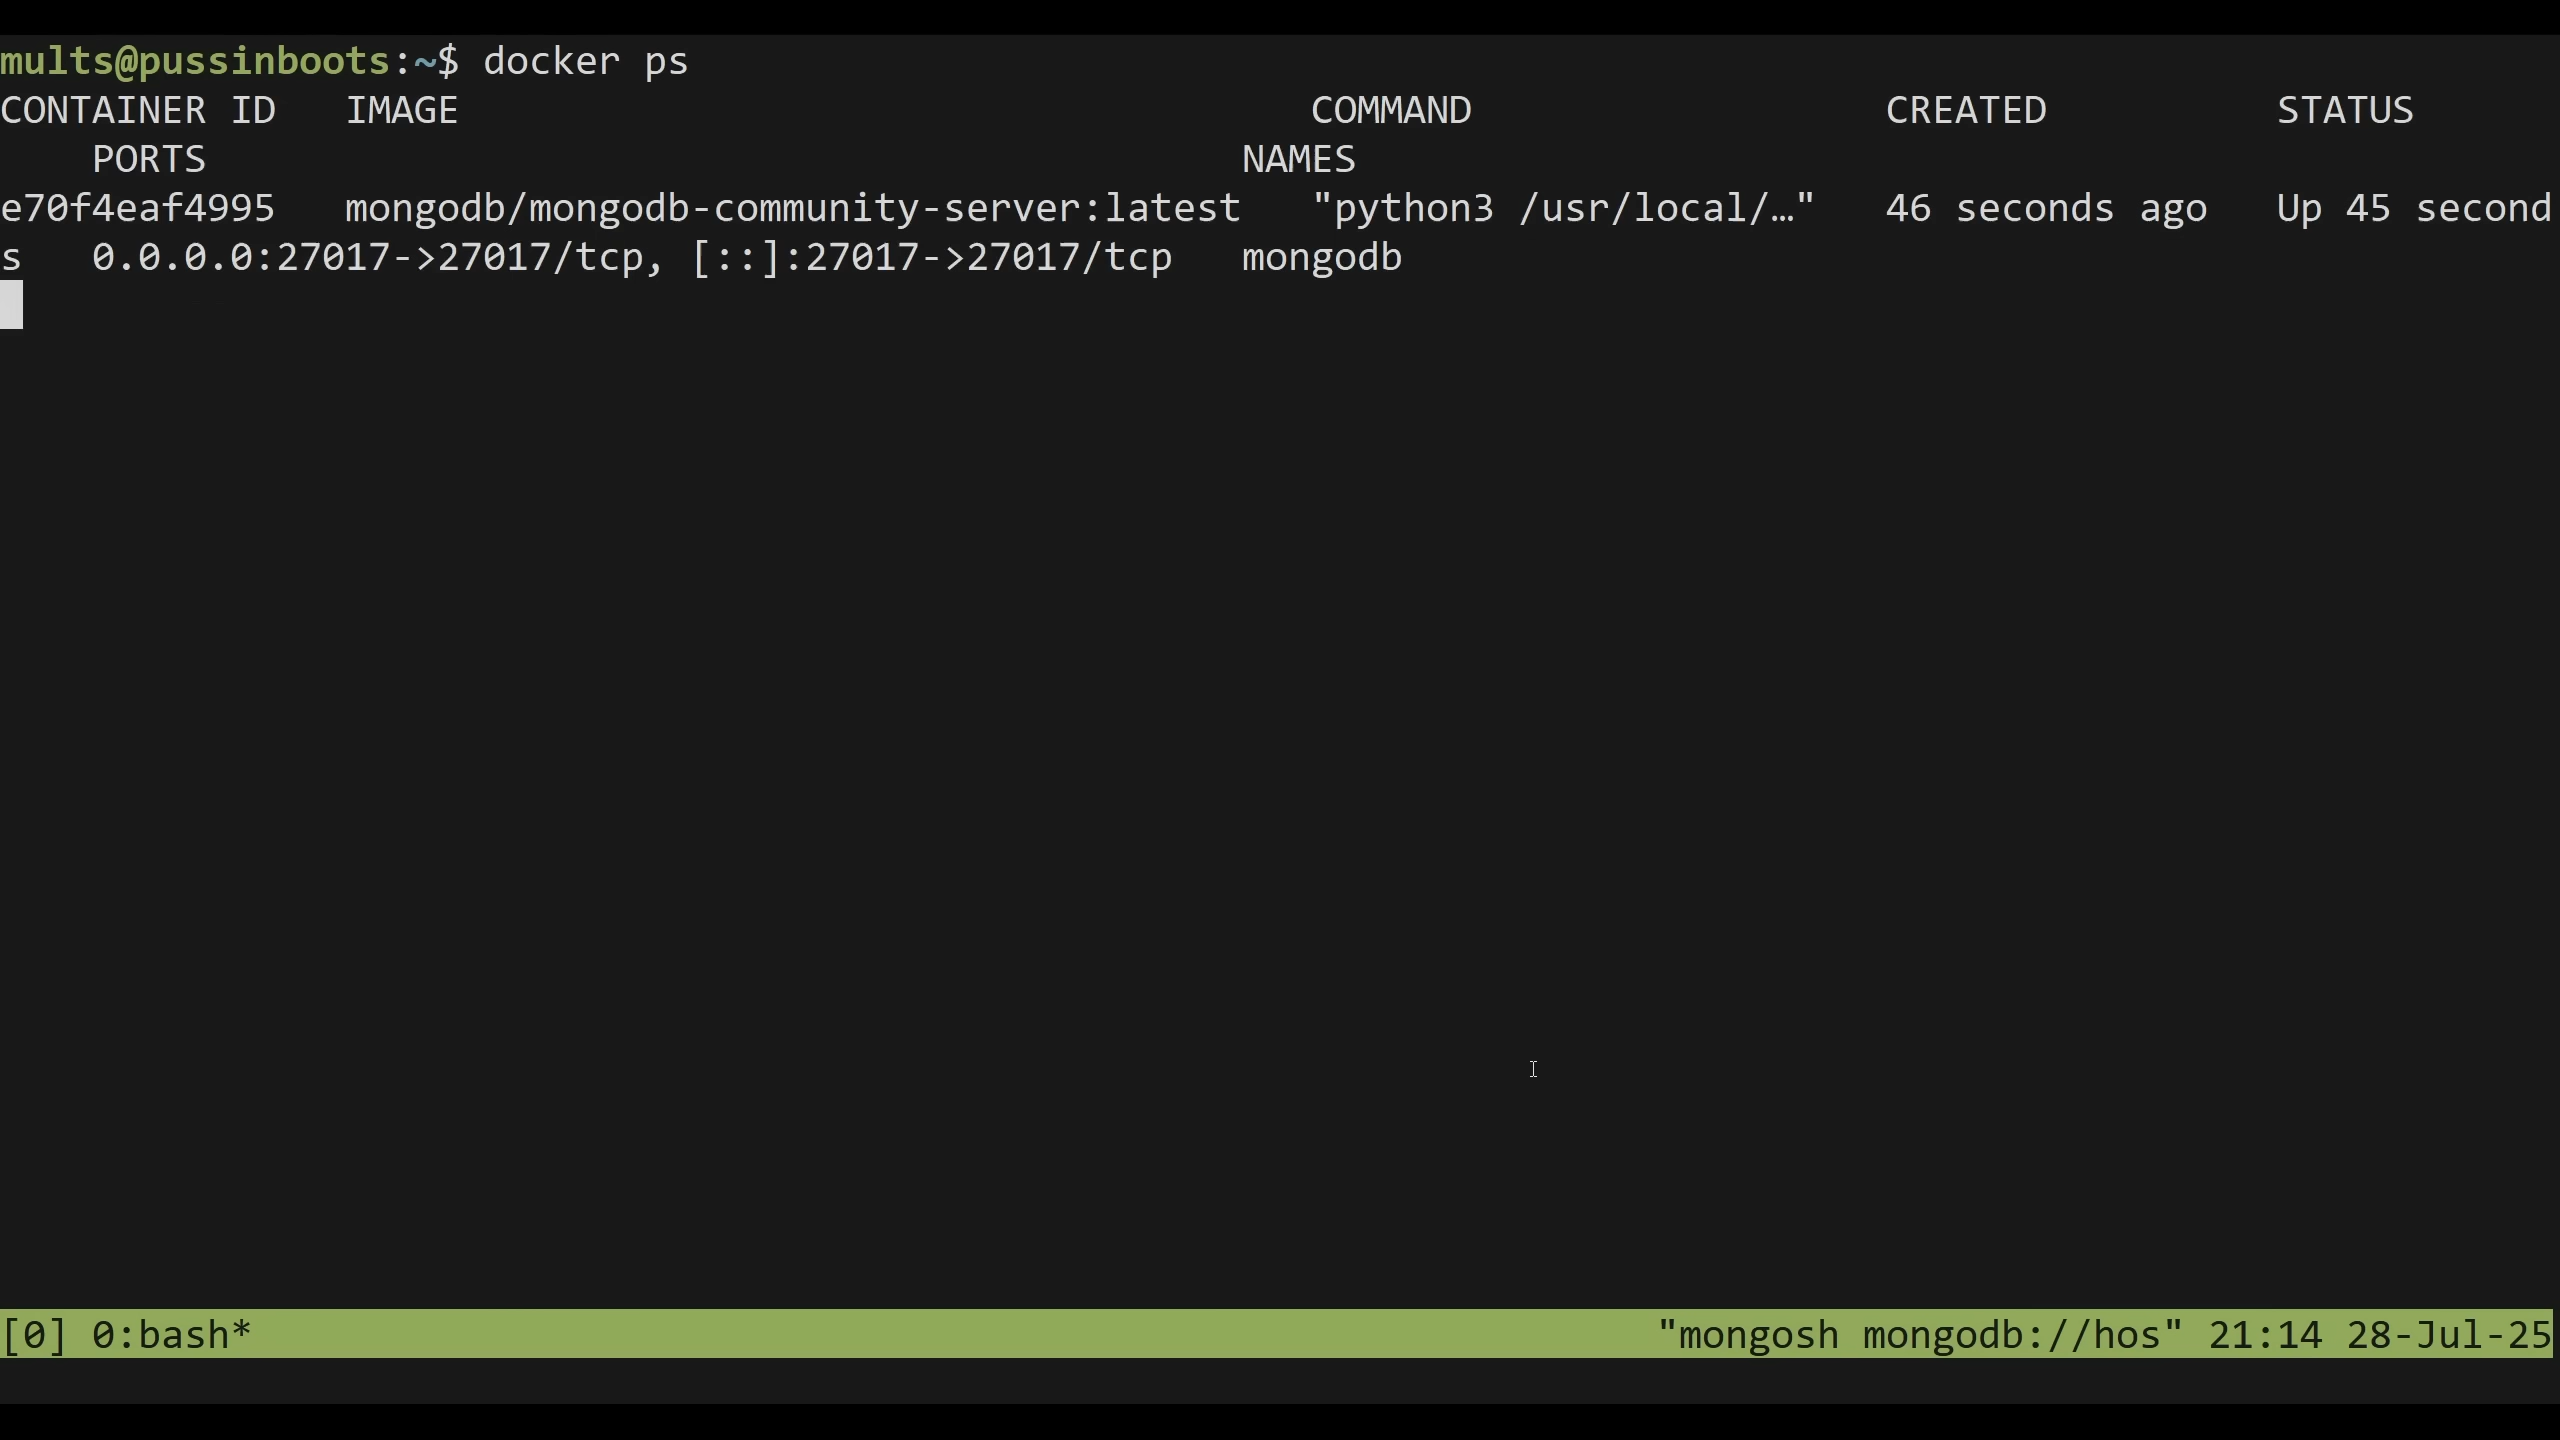 mults@pussinboots:~$ docker ps
CONTAINER ID   IMAGE                                     COMMAND                  CREATED          STATUS
    PORTS                                             NAMES
e70f4eaf4995   mongodb/mongodb-community-server:latest   "python3 /usr/local/…"   46 seconds ago   Up 45 second
s   0.0.0.0:27017->27017/tcp, [::]:27017->27017/tcp   mongodb
[0] 0:bash*                                                             "mongosh mongodb://hos" 21:14 28-Jul-25